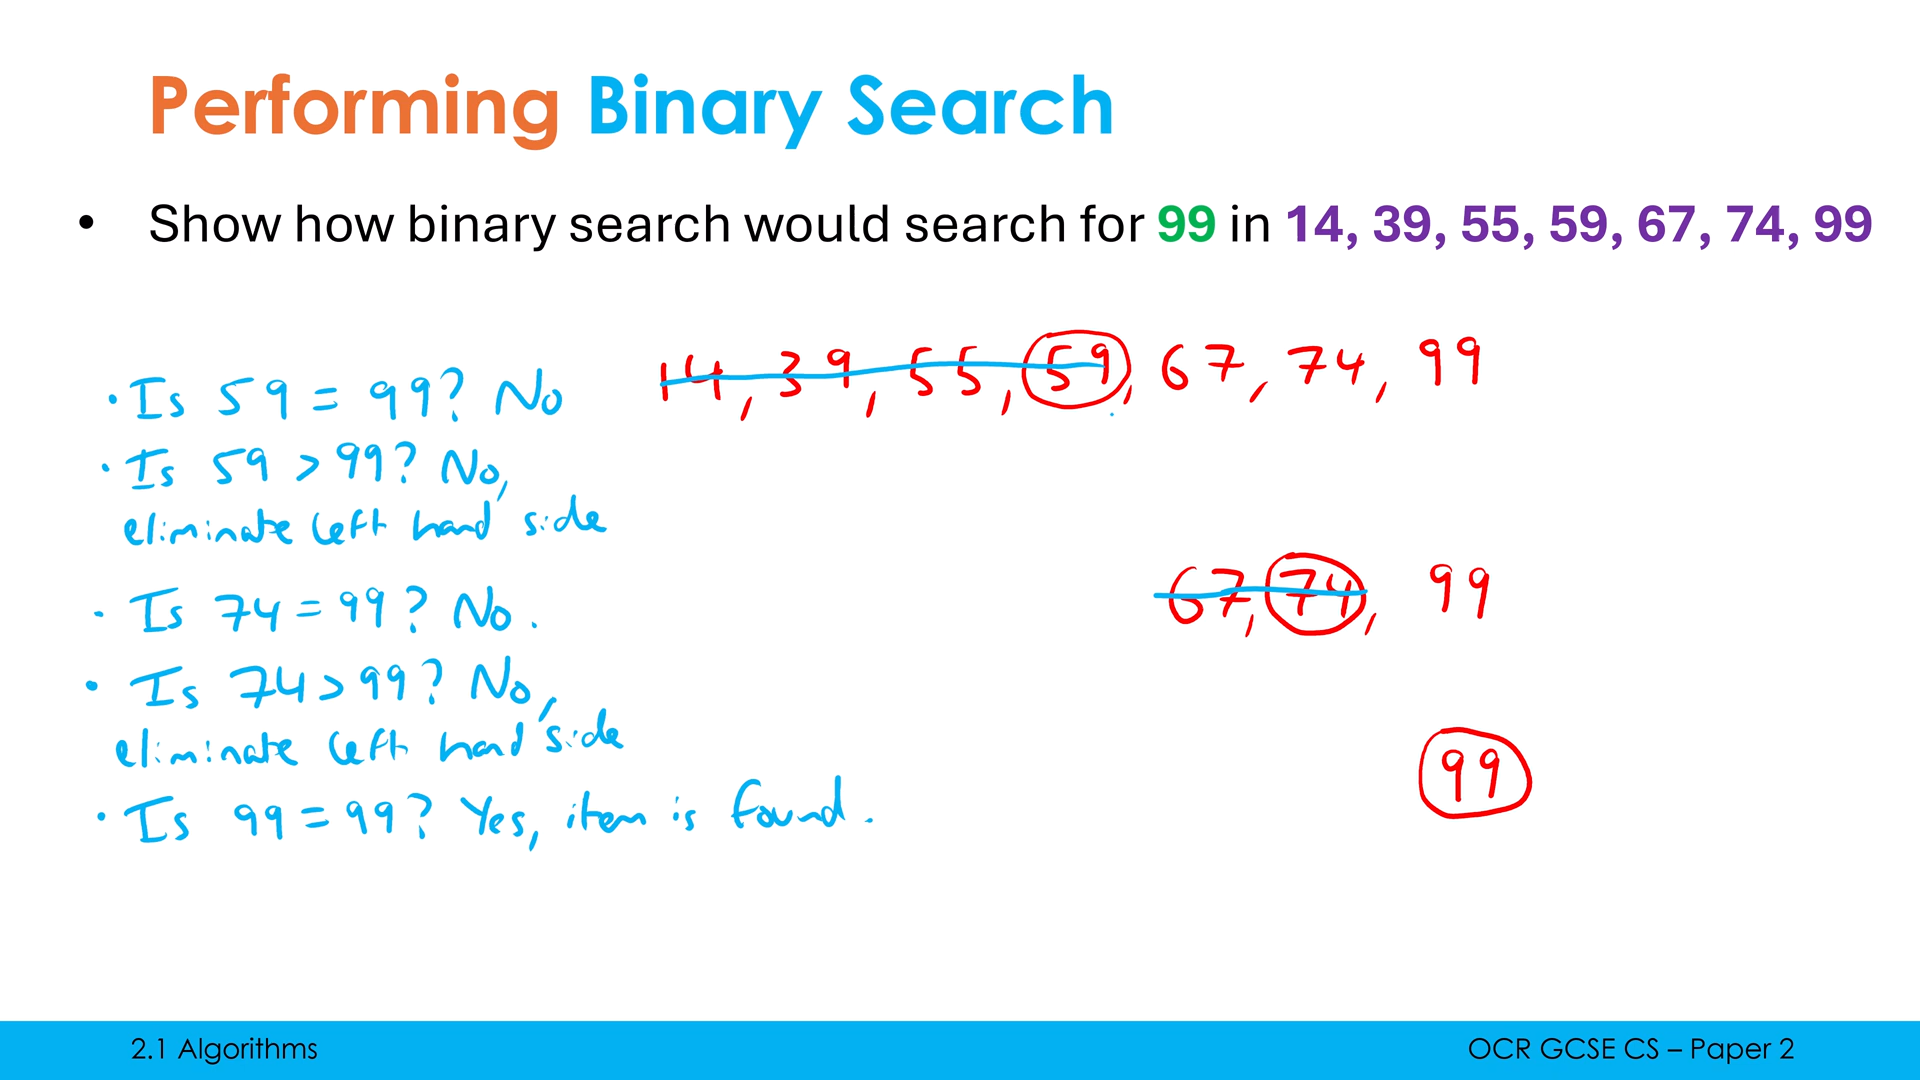 Performing Binary Search
• Show how binary search would search for 99 in 14, 39, 55, 59, 67, 74, 99
14, 39, 55, 59, 67, 74, 99
• Is 59 = 99? No
• Is 59 > 99? No,
eliminate left hand side
67, 74, 99
• Is 74 = 99? No.
• Is 74 > 99? No,
eliminate left hand side
99
• Is 99 = 99? Yes, item is found.
2.1 Algorithms
OCR GCSE CS – Paper 2